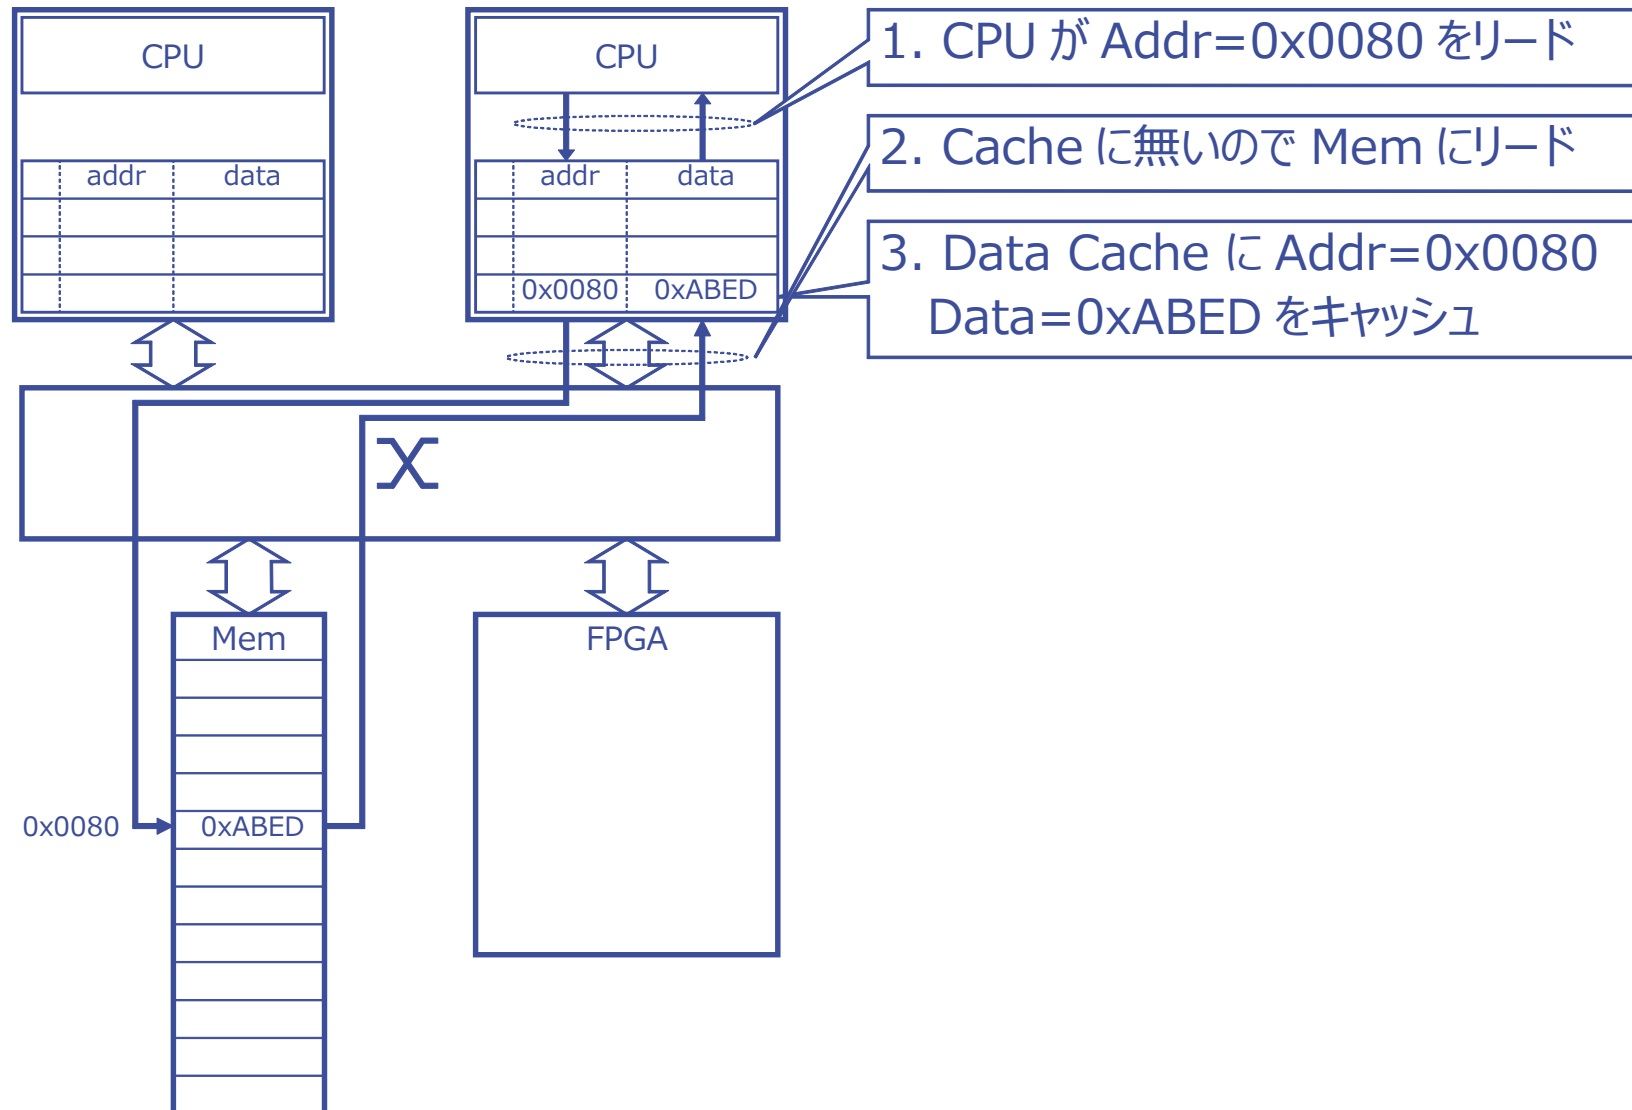 CPU
CPU
1. CPU が Addr=0x0080 をリード
2. Cache に無いので Mem にリード
addr data
addr data
3. Data Cache に Addr=0x0080
Data=0xABED をキャッシュ
0x0080 0xABED
Mem
FPGA
0x0080 0xABED